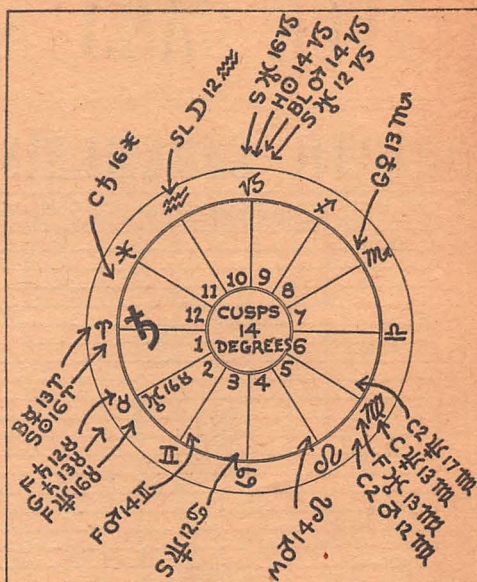 S ♅ 16 ♑
H ☉ 14 ♑
BL ♂ 14 ♑
S ♅ 12 ♑
SL ☽ 12 ♒
C ♄ 16 ♓
G ♀ 13 ♏
♑
♒
♐
♓
♏
♈
♎
♉
♍
♊
♌
♋
10 9
11 8
12 7
1 6
2 5
3 4
CUSPS
14
DEGREES
♄
♅ 16 ♉
B ☿ 13 ♈
S ☉ 16 ♈
F ♄ 12 ♉
G ♄ 13 ♉
F ♆ 16 ♉
F ♂ 14 ♊
S ♆ 12 ♋
M ♂ 14 ♌
C2 ♆ 17 ♍
C ♆ 13 ♍
F ♅ 13 ♍
C2 ♂ 12 ♍